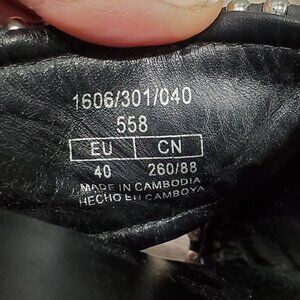 1606/301/040
558
EU CN
40 260/88
MADE IN CAMBODIA
HECHO EN CAMBOYA